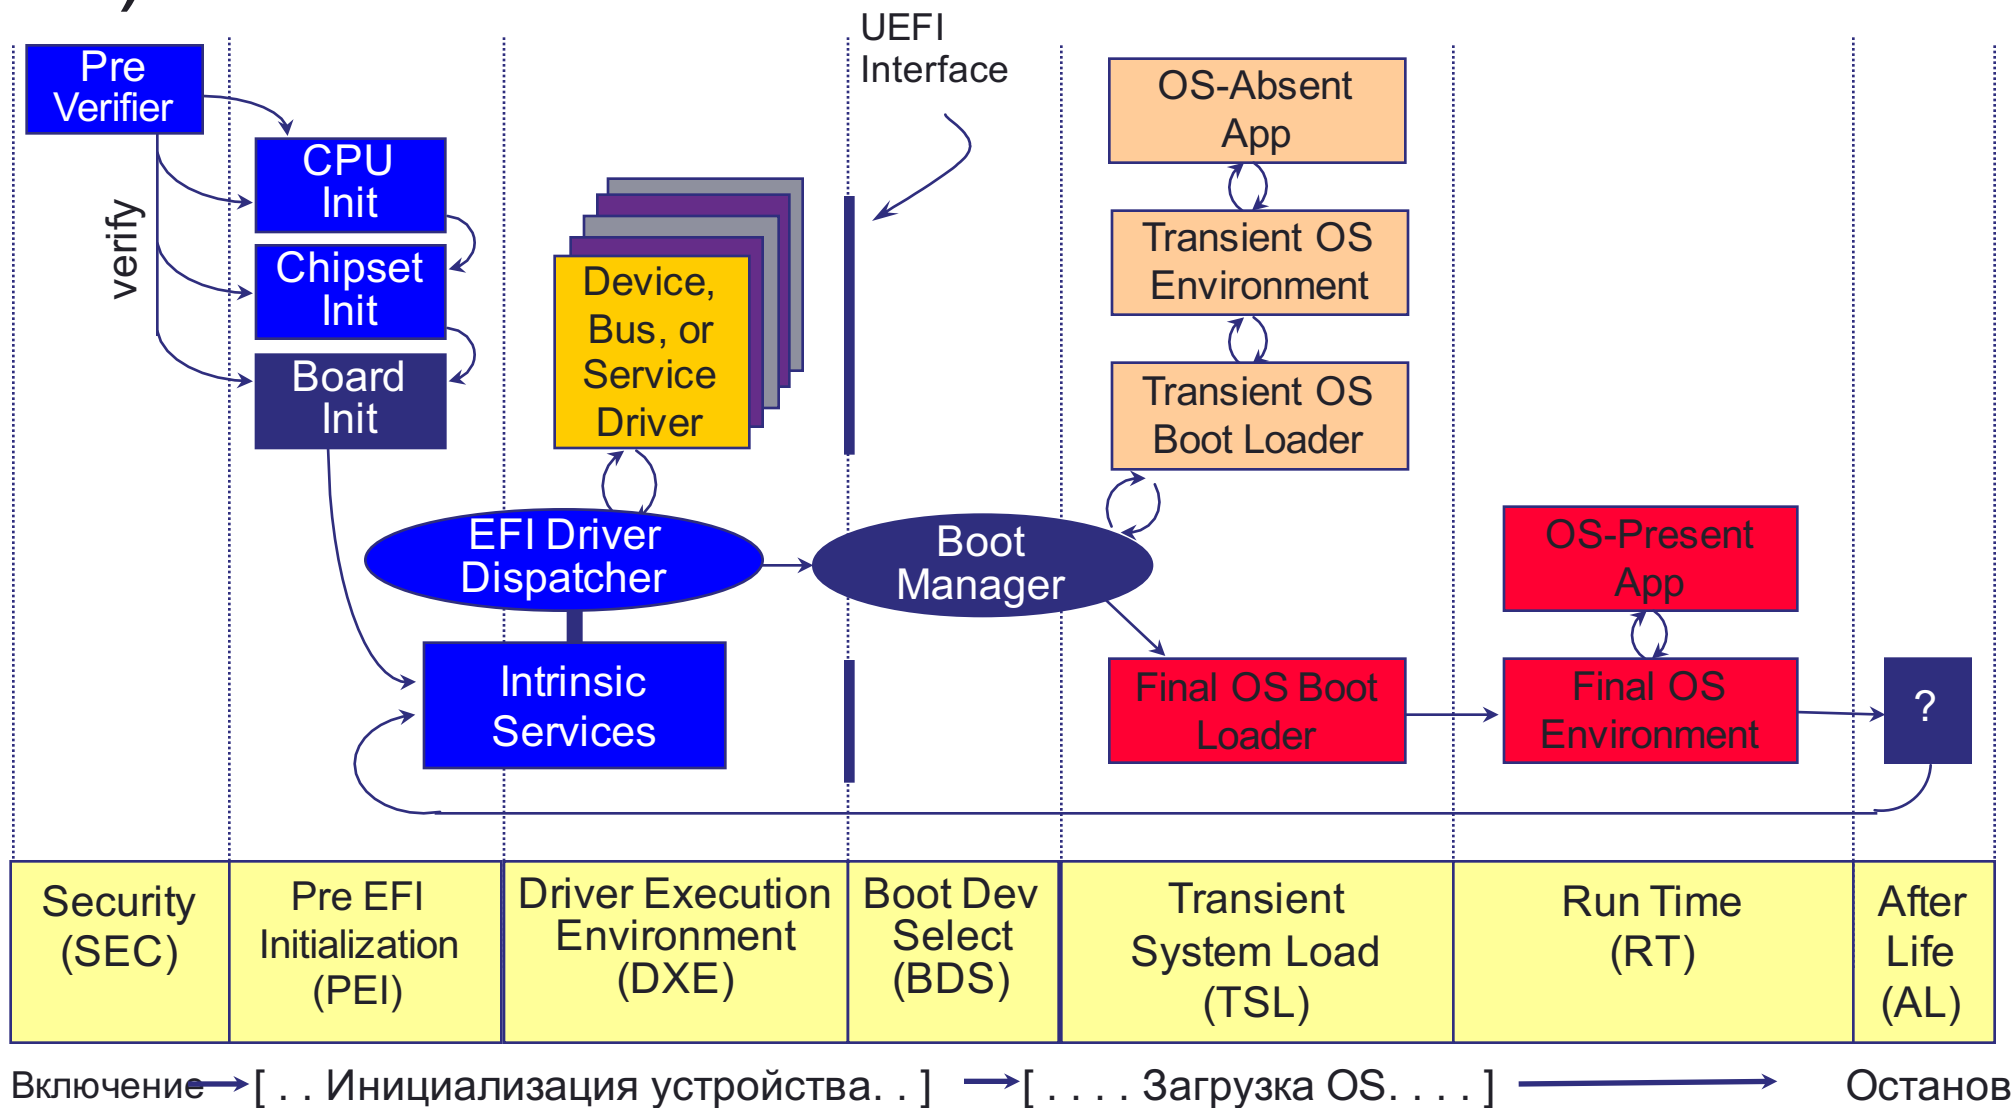 UEFI
Interface
Pre
Verifier
verify
CPU
Init
Chipset
Init
Board
Init
Device,
Bus, or
Service
Driver
EFI Driver
Dispatcher
Intrinsic
Services
Boot
Manager
OS-Absent
App
Transient OS
Environment
Transient OS
Boot Loader
Final OS Boot
Loader
OS-Present
App
Final OS
Environment
?
Security
(SEC)
Pre EFI
Initialization
(PEI)
Driver Execution
Environment
(DXE)
Boot Dev
Select
(BDS)
Transient
System Load
(TSL)
Run Time
(RT)
After
Life
(AL)
Включение [ . . Инициализация устройства. . ] [ . . . . Загрузка OS. . . . ] Останов